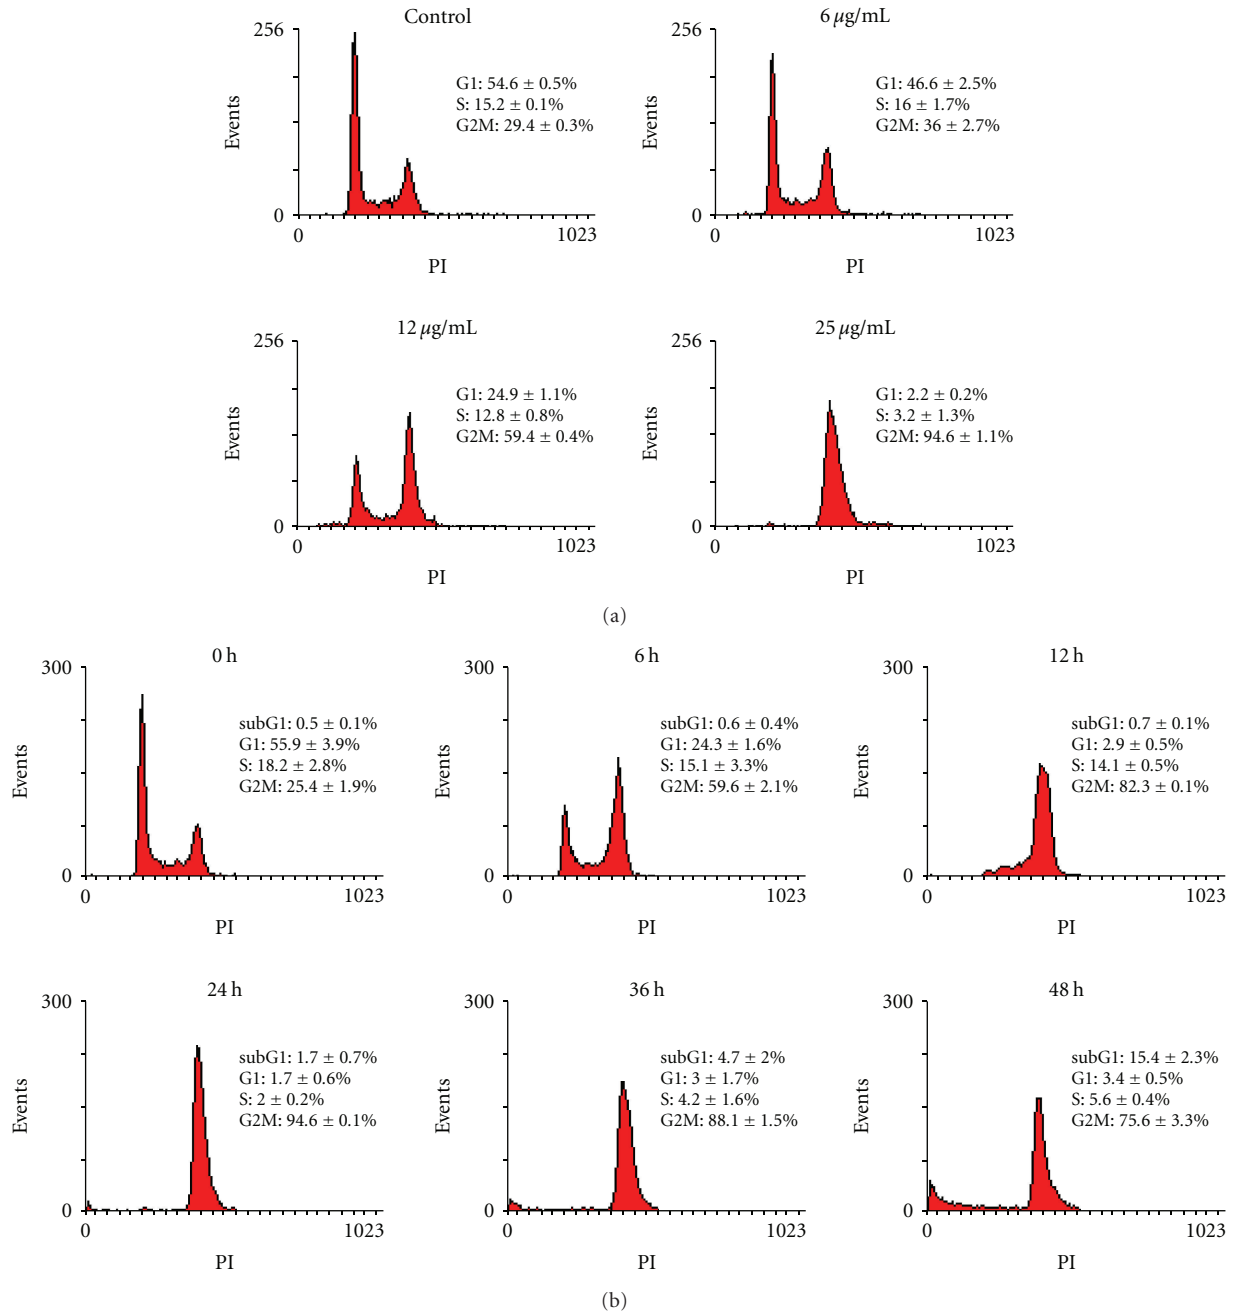 Control
256
Events
G1: 54.6 ± 0.5%
S: 15.2 ± 0.1%
G2M: 29.4 ± 0.3%
0
0
1023
PI
6 µg/mL
256
Events
G1: 46.6 ± 2.5%
S: 16 ± 1.7%
G2M: 36 ± 2.7%
0
0
1023
PI
12 µg/mL
256
Events
G1: 24.9 ± 1.1%
S: 12.8 ± 0.8%
G2M: 59.4 ± 0.4%
0
0
1023
PI
25 µg/mL
256
Events
G1: 2.2 ± 0.2%
S: 3.2 ± 1.3%
G2M: 94.6 ± 1.1%
0
0
1023
PI
(a)
0 h
300
Events
subG1: 0.5 ± 0.1%
G1: 55.9 ± 3.9%
S: 18.2 ± 2.8%
G2M: 25.4 ± 1.9%
0
0
1023
PI
6 h
300
Events
subG1: 0.6 ± 0.4%
G1: 24.3 ± 1.6%
S: 15.1 ± 3.3%
G2M: 59.6 ± 2.1%
0
0
1023
PI
12 h
300
Events
subG1: 0.7 ± 0.1%
G1: 2.9 ± 0.5%
S: 14.1 ± 0.5%
G2M: 82.3 ± 0.1%
0
0
1023
PI
24 h
300
Events
subG1: 1.7 ± 0.7%
G1: 1.7 ± 0.6%
S: 2 ± 0.2%
G2M: 94.6 ± 0.1%
0
0
1023
PI
36 h
300
Events
subG1: 4.7 ± 2%
G1: 3 ± 1.7%
S: 4.2 ± 1.6%
G2M: 88.1 ± 1.5%
0
0
1023
PI
48 h
300
Events
subG1: 15.4 ± 2.3%
G1: 3.4 ± 0.5%
S: 5.6 ± 0.4%
G2M: 75.6 ± 3.3%
0
0
1023
PI
(b)